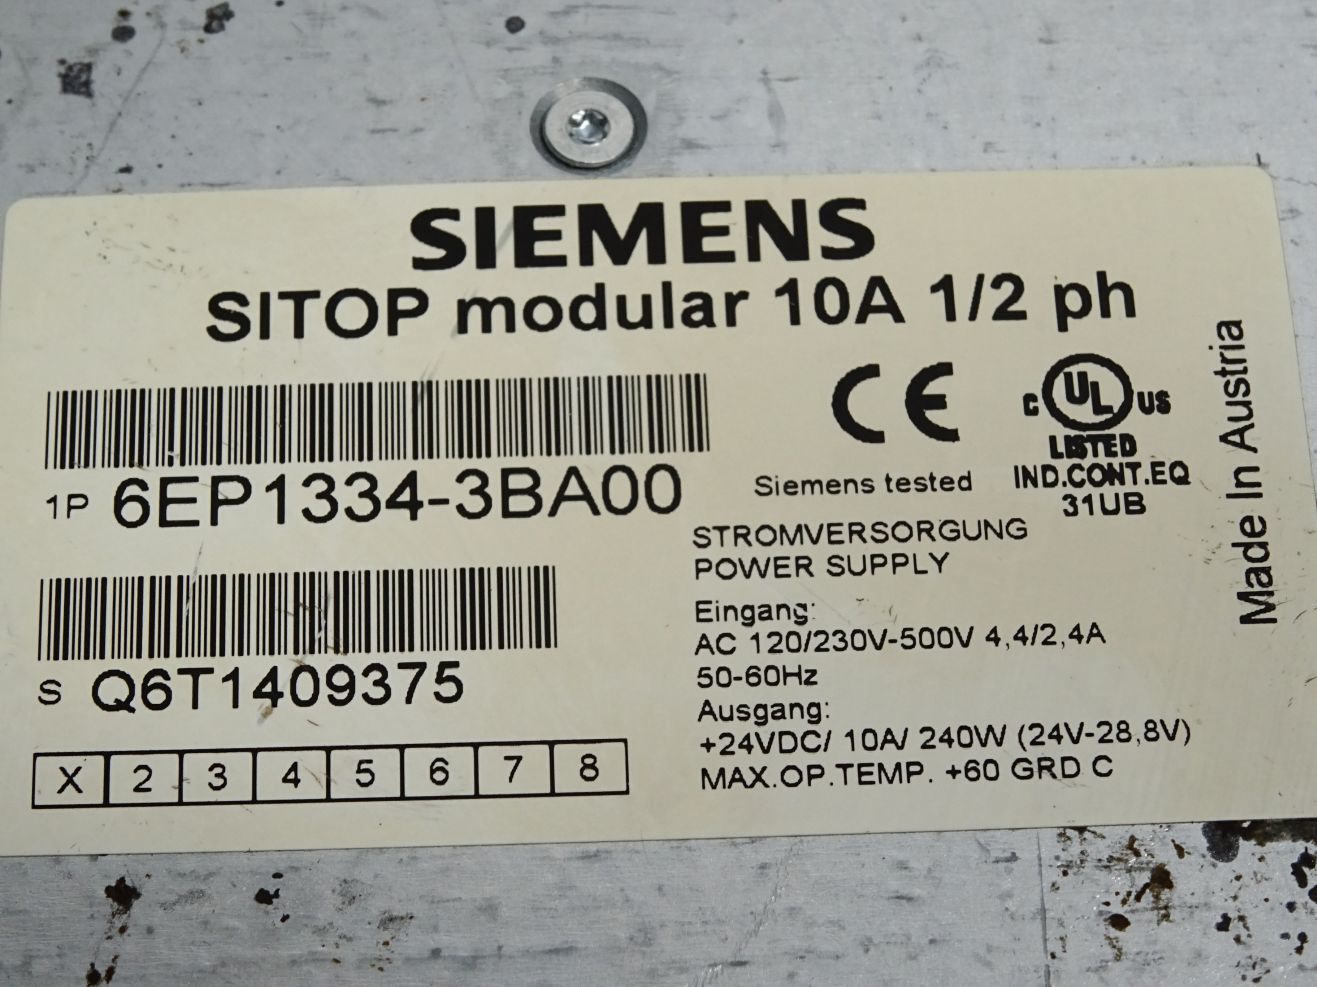 SIEMENS
SITOP modular 10A 1/2 ph
CE
C UL US
LISTED
IND.CONT.EQ
31UB
Siemens tested
1P 6EP1334-3BA00
STROMVERSORGUNG
POWER SUPPLY
Eingang:
AC 120/230V-500V 4,4/2,4A
50-60Hz
Ausgang:
+24VDC/ 10A/ 240W (24V-28,8V)
MAX.OP.TEMP. +60 GRD C
S Q6T1409375
X 2 3 4 5 6 7 8
Made In Austria